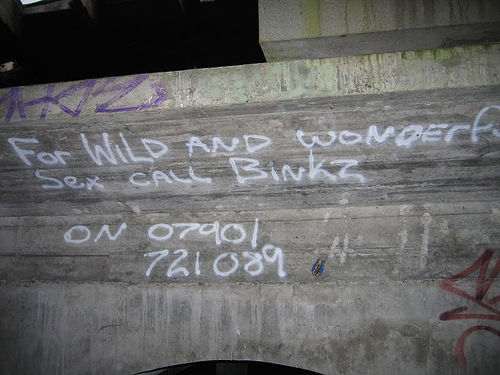 For WiLD AND WONDERF
Sex CALL BiNKZ
ON 07901
721089